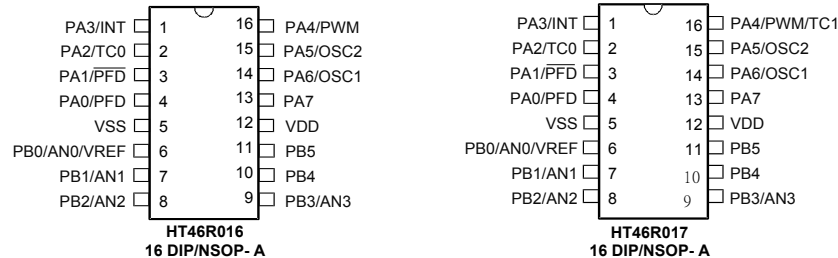 PA3/INT 1 16 PA4/PWM
PA2/TC0 2 15 PA5/OSC2
PA1/PFD 3 14 PA6/OSC1
PA0/PFD 4 13 PA7
VSS 5 12 VDD
PB0/AN0/VREF 6 11 PB5
PB1/AN1 7 10 PB4
PB2/AN2 8 9 PB3/AN3
HT46R016
16 DIP/NSOP- A
PA3/INT 1 16 PA4/PWM/TC1
PA2/TC0 2 15 PA5/OSC2
PA1/PFD 3 14 PA6/OSC1
PA0/PFD 4 13 PA7
VSS 5 12 VDD
PB0/AN0/VREF 6 11 PB5
PB1/AN1 7 10 PB4
PB2/AN2 8 9 PB3/AN3
HT46R017
16 DIP/NSOP- A